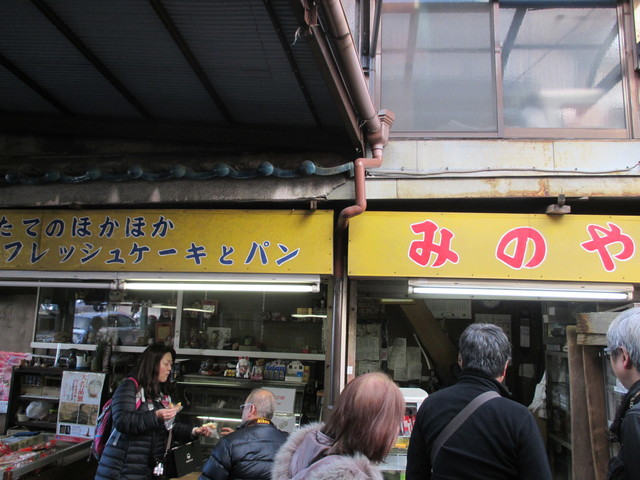 たてのほかほか
フレッシュケーキとパン
みのや